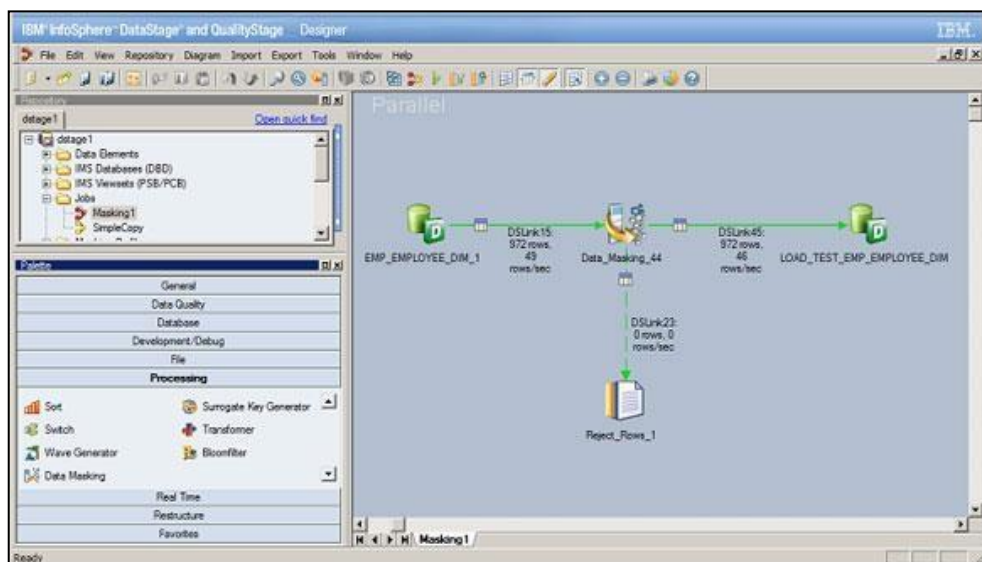 IBM® InfoSphere™ DataStage® and QualityStage™ Designer
IBM.
File Edit View Repository Diagram Import Export Tools Window Help
Repository
dstage1
Open quick find
dstage1
Data Elements
IMS Databases (DBD)
IMS Viewsets (PSB/PCB)
Jobs
Masking1
SimpleCopy
Palette
General
Data Quality
Database
Development/Debug
File
Processing
Sort
Surrogate Key Generator
Switch
Transformer
Wave Generator
Bloomfilter
Data Masking
Real Time
Restructure
Favorites
Ready
Parallel
EMP_EMPLOYEE_DIM_1
DSLink15:
972 rows,
49
rows/sec
Data_Masking_44
DSLink45:
972 rows,
46
rows/sec
LOAD_TEST_EMP_EMPLOYEE_DIM
DSLink23:
0 rows, 0
rows/sec
Reject_Rows_1
Masking1